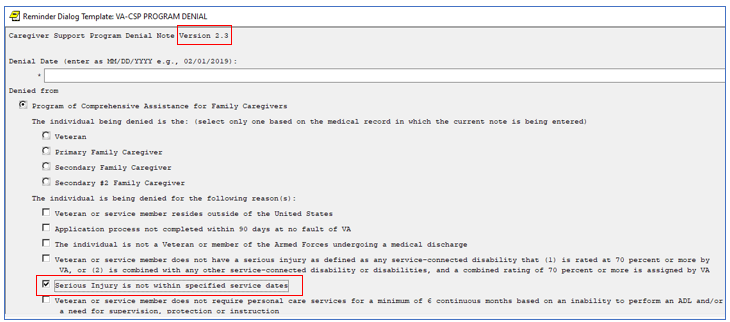 Reminder Dialog Template: VA-CSP PROGRAM DENIAL
Caregiver Support Program Denial Note Version 2.3
Denial Date (enter as MM/DD/YYYY e.g., 02/01/2019):
*
Denied from
Program of Comprehensive Assistance for Family Caregivers
The individual being denied is the: (select only one based on the medical record in which the current note is being entered)
Veteran
Primary Family Caregiver
Secondary Family Caregiver
Secondary #2 Family Caregiver
The individual is being denied for the following reason(s):
Veteran or service member resides outside of the United States
Application process not completed within 90 days at no fault of VA
The individual is not a Veteran or member of the Armed Forces undergoing a medical discharge
Veteran or service member does not have a serious injury as defined as any service-connected disability that (1) is rated at 70 percent or more by
VA, or (2) is combined with any other service-connected disability or disabilities, and a combined rating of 70 percent or more is assigned by VA
Serious Injury is not within specified service dates
Veteran or service member does not require personal care services for a minimum of 6 continuous months based on an inability to perform an ADL and/or
a need for supervision, protection or instruction